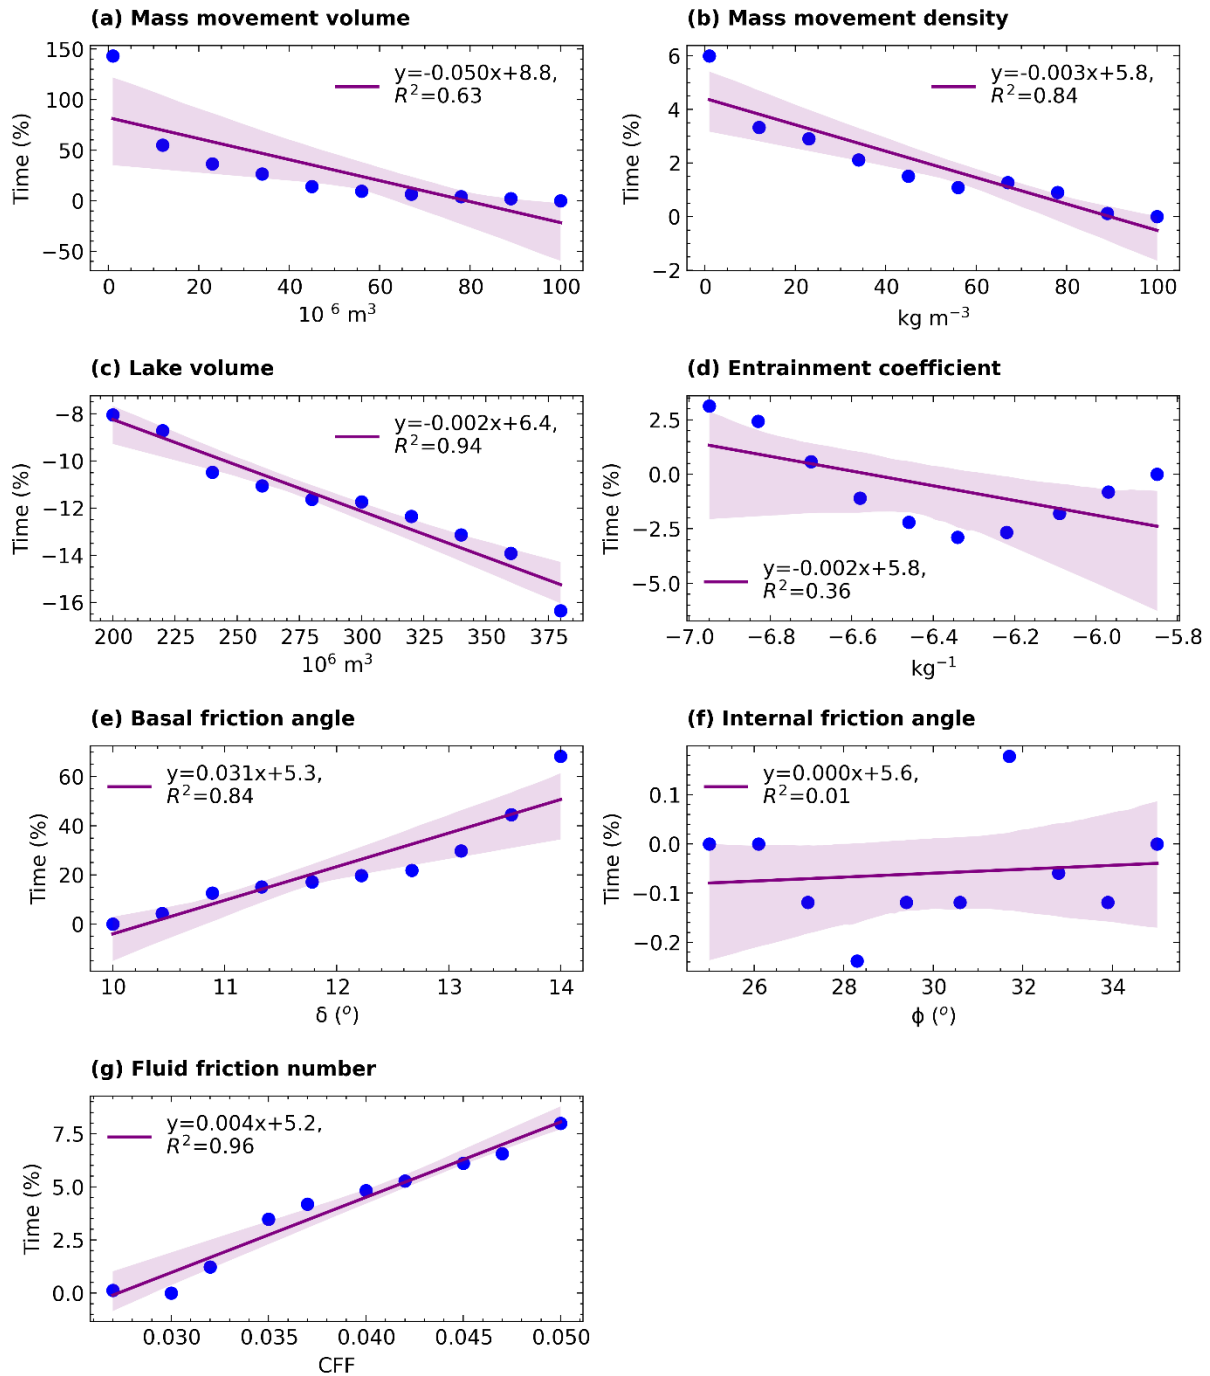 (a) Mass movement volume
150
100
50
0
−50
Time (%)
y=-0.050x+8.8,
R²=0.63
0 20 40 60 80 100
10 ⁶ m³
(b) Mass movement density
6
4
2
0
−2
Time (%)
y=-0.003x+5.8,
R²=0.84
0 20 40 60 80 100
kg m⁻³
(c) Lake volume
−8
−10
−12
−14
−16
Time (%)
y=-0.002x+6.4,
R²=0.94
200 225 250 275 300 325 350 375
10⁶ m³
(d) Entrainment coefficient
2.5
0.0
−2.5
−5.0
Time (%)
y=-0.002x+5.8,
R²=0.36
−7.0 −6.8 −6.6 −6.4 −6.2 −6.0 −5.8
kg⁻¹
(e) Basal friction angle
60
40
20
0
Time (%)
y=0.031x+5.3,
R²=0.84
10 11 12 13 14
δ (°)
(f) Internal friction angle
0.1
0.0
−0.1
−0.2
Time (%)
y=0.000x+5.6,
R²=0.01
26 28 30 32 34
ϕ (°)
(g) Fluid friction number
7.5
5.0
2.5
0.0
Time (%)
y=0.004x+5.2,
R²=0.96
0.030 0.035 0.040 0.045 0.050
CFF